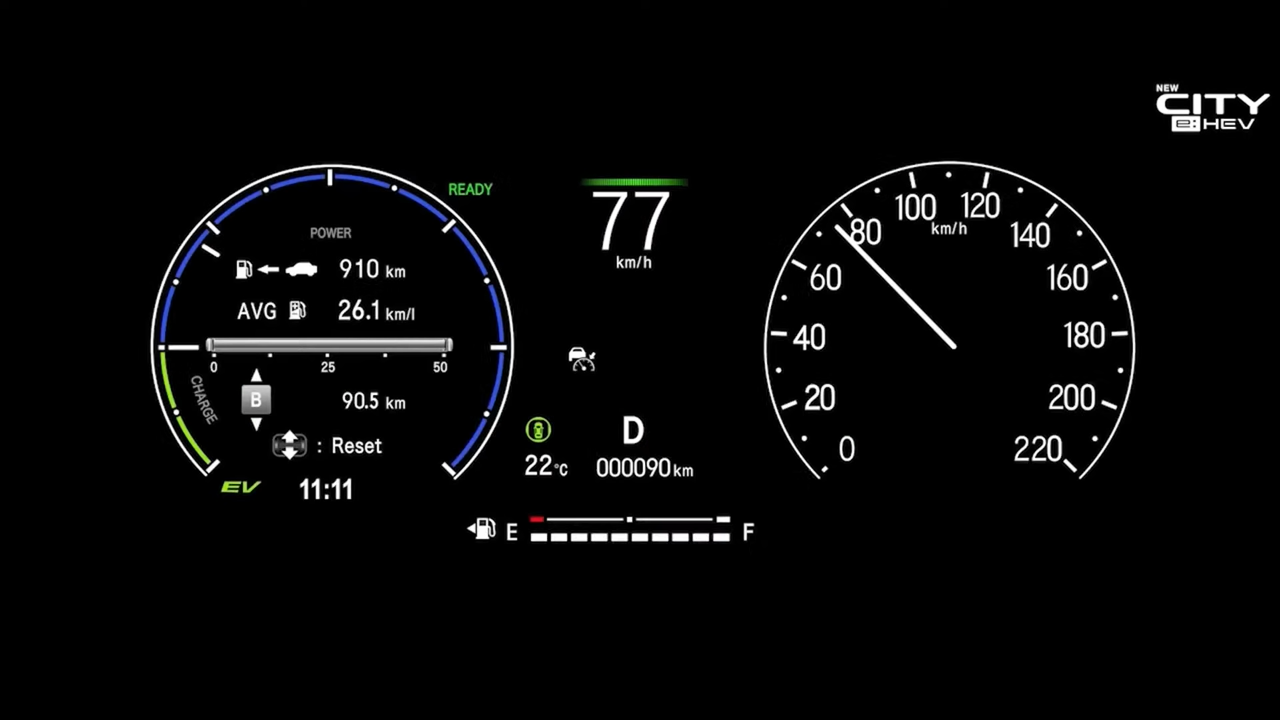 NEW
CITY
e:HEV
READY
77
km/h
POWER
910 km
AVG 26.1 km/l
0 25 50
CHARGE
B
90.5 km
: Reset
EV
11:11
D
22°C
000090 km
E F
0
20
40
60
80
100
120
140
160
180
200
220
km/h